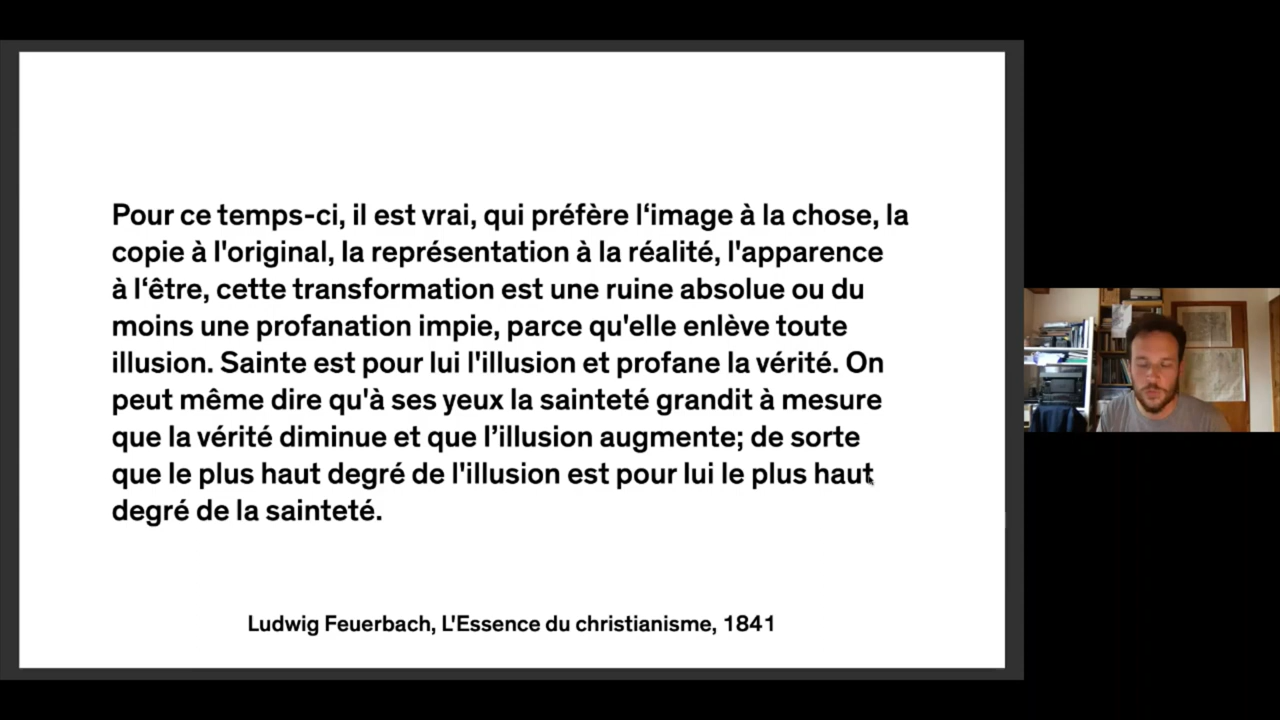 Pour ce temps-ci, il est vrai, qui préfère l‘image à la chose, la
copie à l'original, la représentation à la réalité, l'apparence
à l‘être, cette transformation est une ruine absolue ou du
moins une profanation impie, parce qu'elle enlève toute
illusion. Sainte est pour lui l'illusion et profane la vérité. On
peut même dire qu'à ses yeux la sainteté grandit à mesure
que la vérité diminue et que l’illusion augmente; de sorte
que le plus haut degré de l'illusion est pour lui le plus haut
degré de la sainteté.
Ludwig Feuerbach, L'Essence du christianisme, 1841